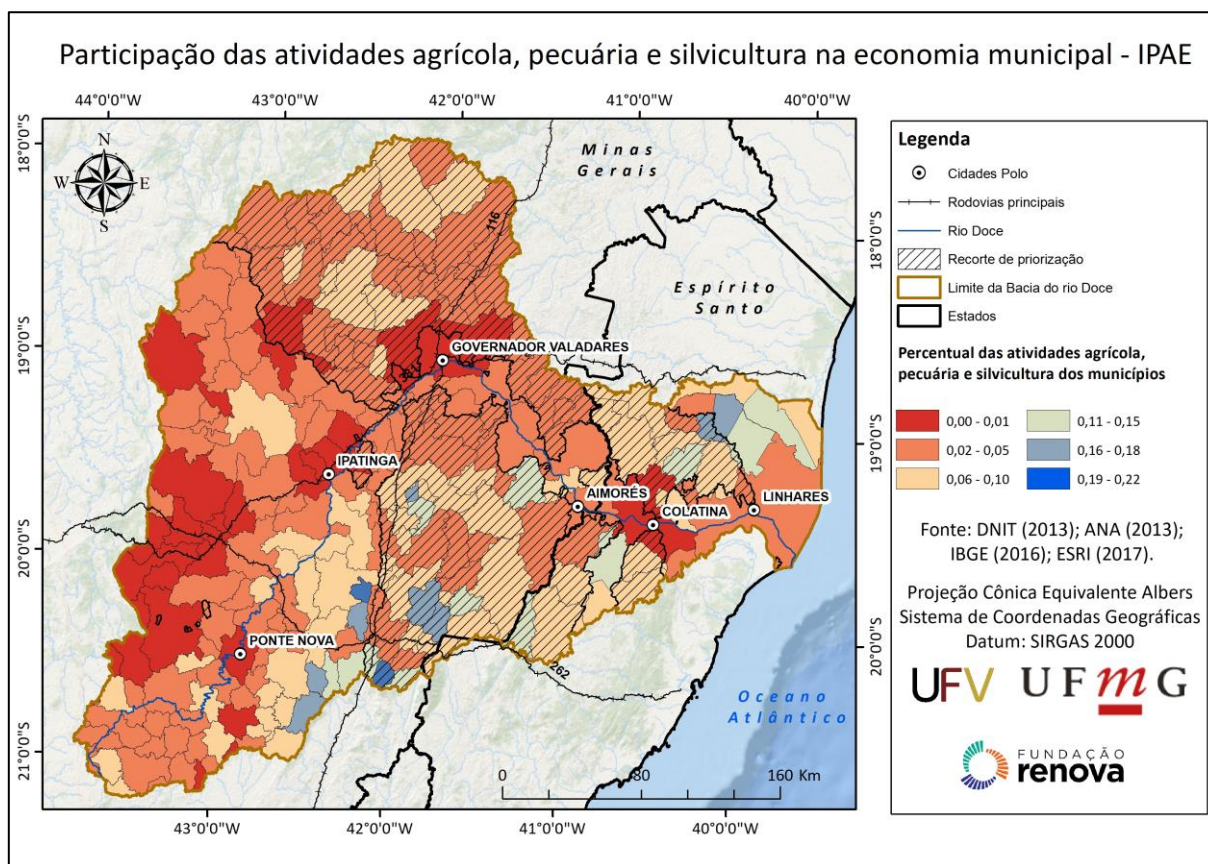 Participação das atividades agrícola, pecuária e silvicultura na economia municipal - IPAE
44°0'0"W
43°0'0"W
42°0'0"W
41°0'0"W
40°0'0"W
18°0'0"S
19°0'0"S
20°0'0"S
21°0'0"S
N
W
E
S
Minas
Gerais
116
Espírito
Santo
GOVERNADOR VALADARES
381
IPATINGA
AIMORÉS
COLATINA
LINHARES
PONTE NOVA
262
Oceano
Atlântico
0
80
160 Km
18°0'0"S
19°0'0"S
20°0'0"S
43°0'0"W
42°0'0"W
41°0'0"W
40°0'0"W
Legenda
Cidades Polo
Rodovias principais
Rio Doce
Recorte de priorização
Limite da Bacia do rio Doce
Estados
Percentual das atividades agrícola,
pecuária e silvicultura dos municípios
0,00 - 0,01
0,11 - 0,15
0,02 - 0,05
0,16 - 0,18
0,06 - 0,10
0,19 - 0,22
Fonte: DNIT (2013); ANA (2013);
IBGE (2016); ESRI (2017).
Projeção Cônica Equivalente Albers
Sistema de Coordenadas Geográficas
Datum: SIRGAS 2000
UFV
UFmG
FUNDAÇÃO
renova